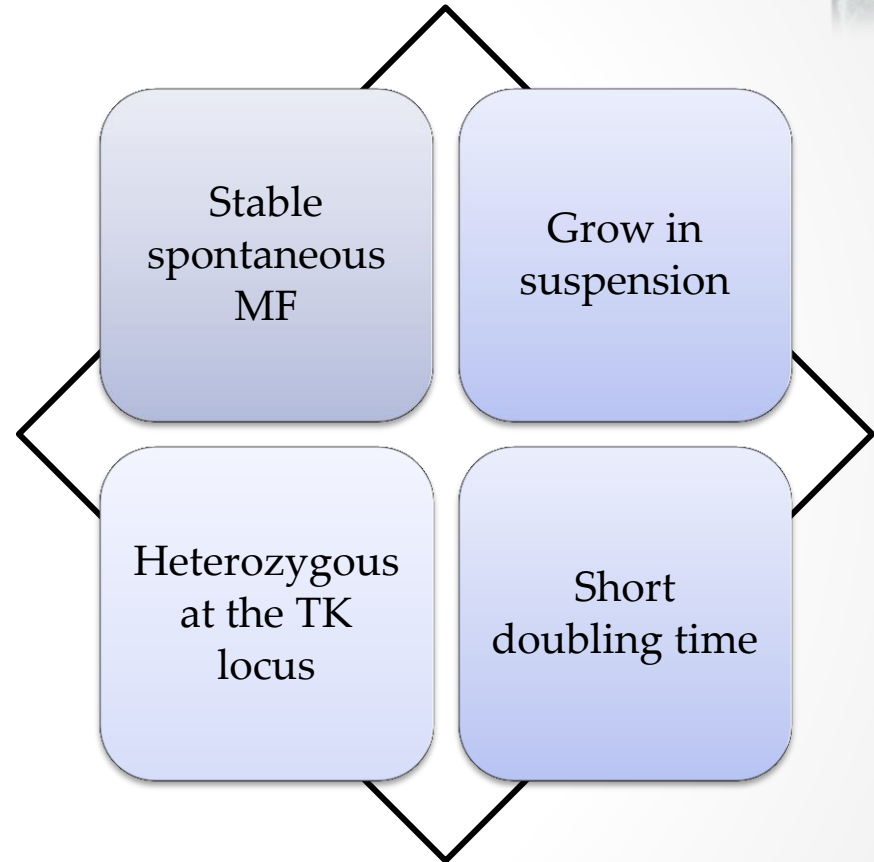 Stable
spontaneous
MF
Grow in
suspension
Heterozygous
at the TK
locus
Short
doubling time